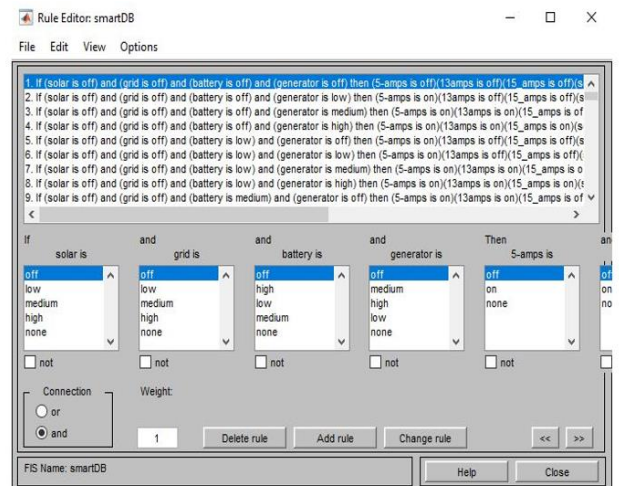 Rule Editor: smartDB
File Edit View Options
1. If (solar is off) and (grid is off) and (battery is off) and (generator is off) then (5-amps is off)(13amps is off)(15_amps is off)(s
2. If (solar is off) and (grid is off) and (battery is off) and (generator is low) then (5-amps is on)(13amps is off)(15_amps is off)(s
3. If (solar is off) and (grid is off) and (battery is off) and (generator is medium) then (5-amps is on)(13amps is on)(15_amps is of
4. If (solar is off) and (grid is off) and (battery is off) and (generator is high) then (5-amps is on)(13amps is on)(15_amps is on)(s
5. If (solar is off) and (grid is off) and (battery is low) and (generator is off) then (5-amps is on)(13amps is off)(15_amps is off)(s
6. If (solar is off) and (grid is off) and (battery is low) and (generator is low) then (5-amps is on)(13amps is off)(15_amps is off)(
7. If (solar is off) and (grid is off) and (battery is low) and (generator is medium) then (5-amps is on)(13amps is on)(15_amps is o
8. If (solar is off) and (grid is off) and (battery is low) and (generator is high) then (5-amps is on)(13amps is on)(15_amps is on)(s
9. If (solar is off) and (grid is off) and (battery is medium) and (generator is off) then (5-amps is on)(13amps is on)(15_amps is of
If and and and Then an
solar is grid is battery is generator is 5-amps is
off off off off off of
low low high medium on on
medium medium low high none no
high high medium low
none none none none
not not not not not
Connection Weight:
or
and 1 Delete rule Add rule Change rule << >>
FIS Name: smartDB Help Close